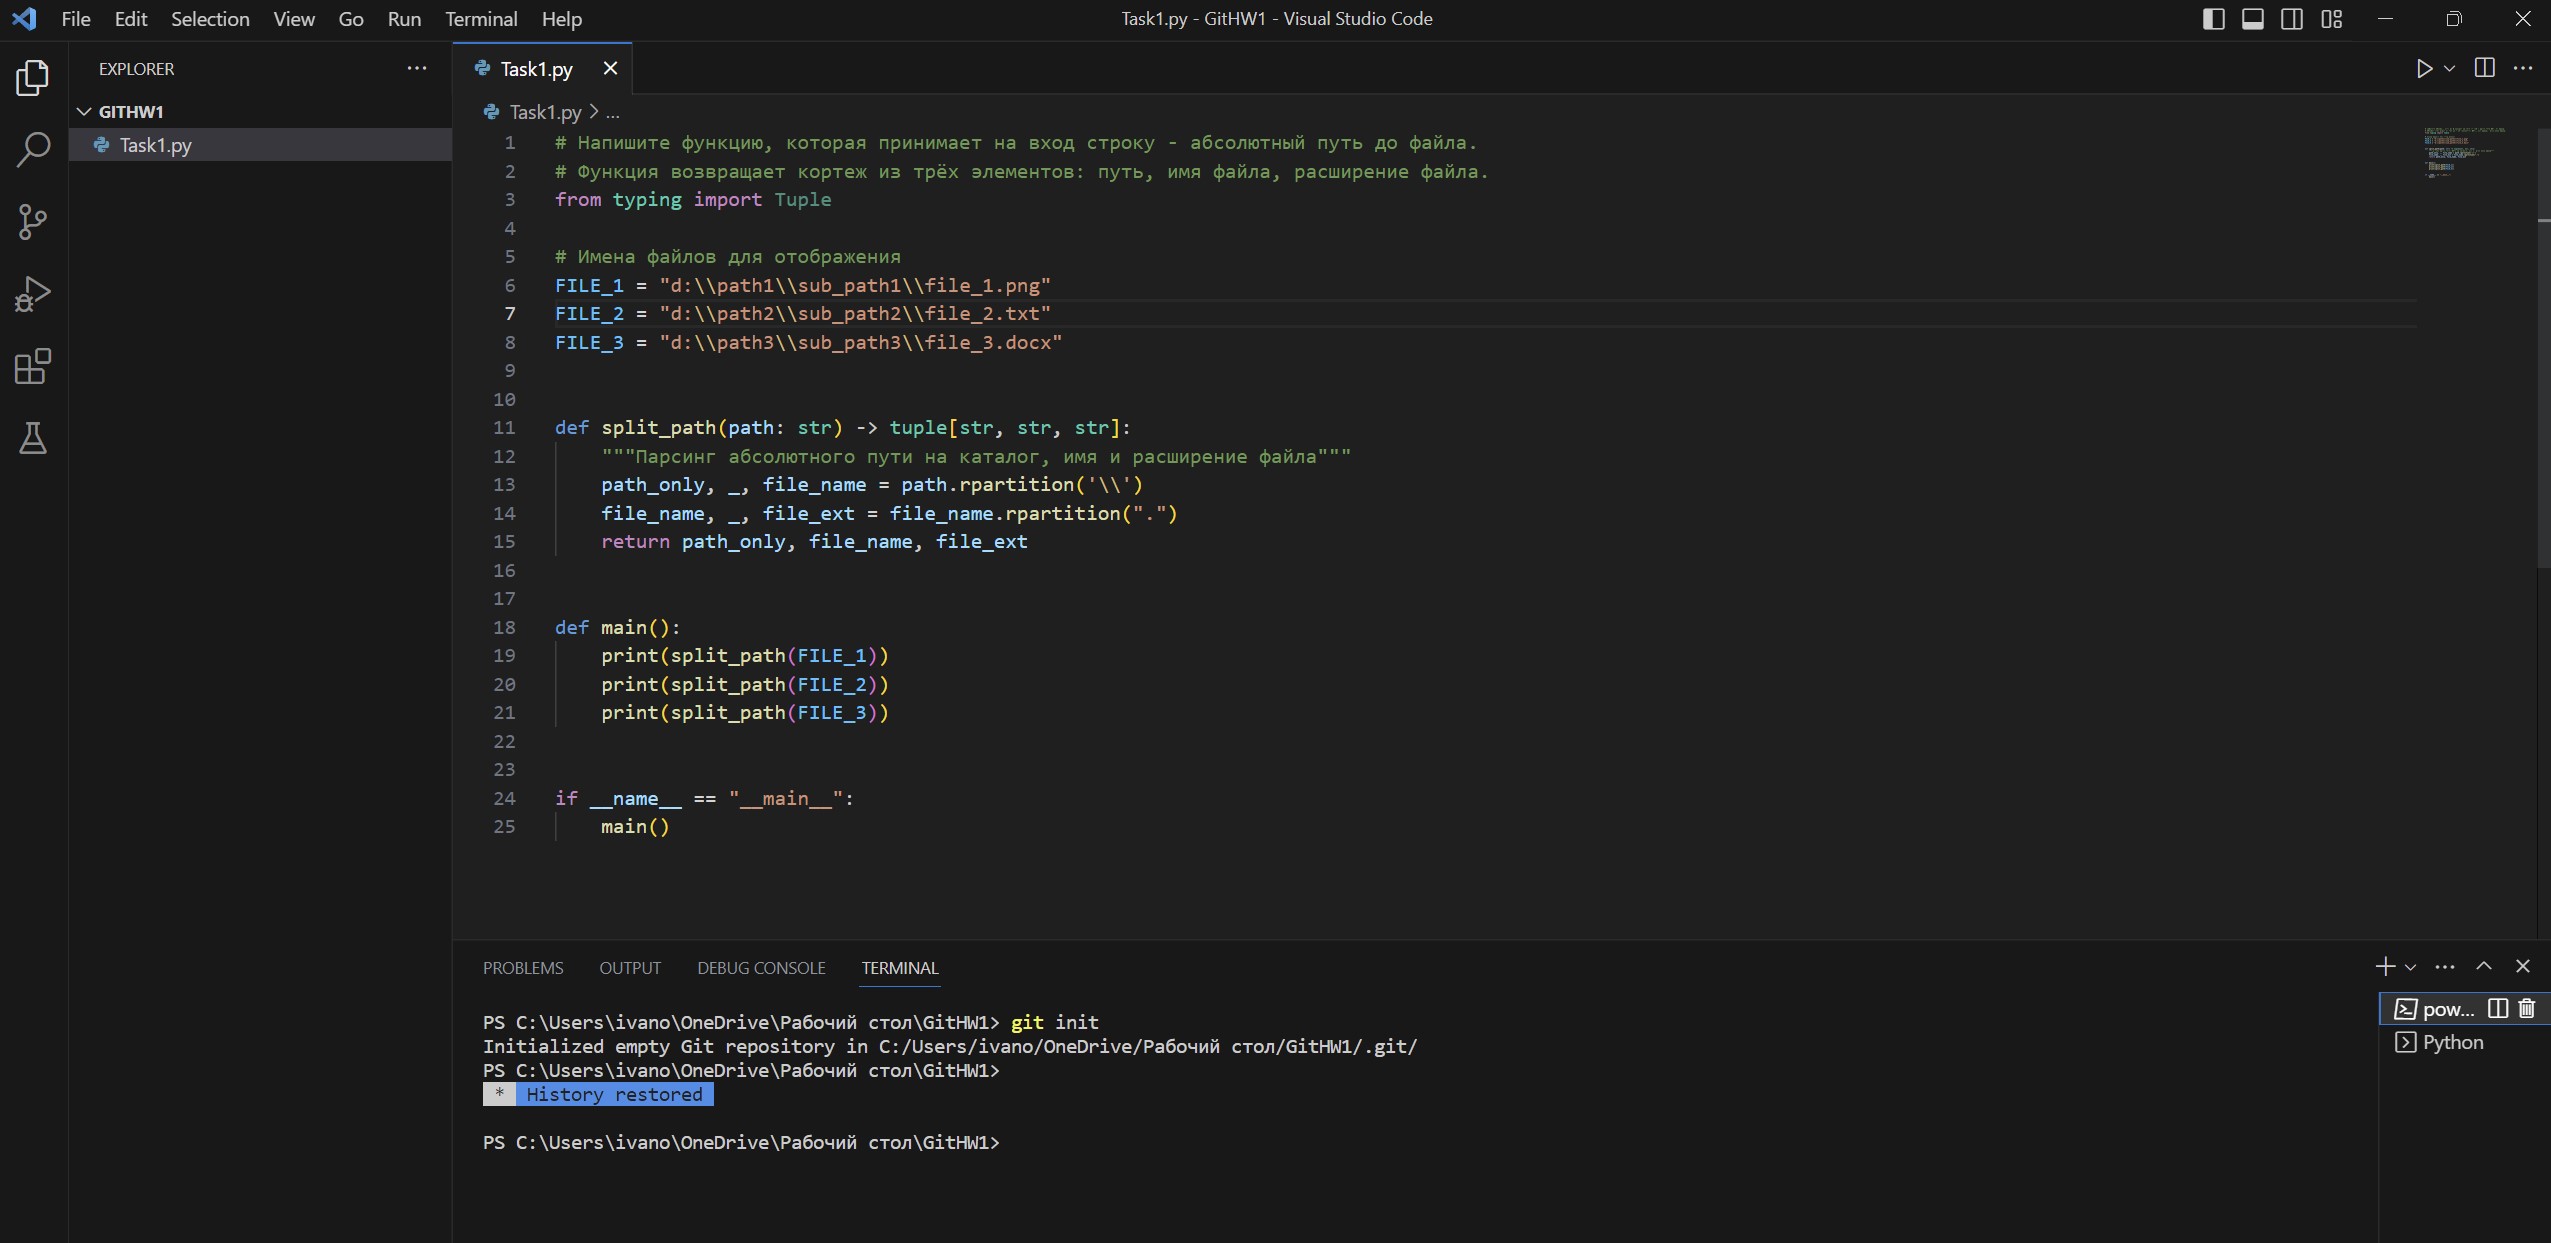 File Edit Selection View Go Run Terminal Help
Task1.py - GitHW1 - Visual Studio Code
EXPLORER
GITHW1
Task1.py
Task1.py
Task1.py > ...
1 # Напишите функцию, которая принимает на вход строку - абсолютный путь до файла.
2 # Функция возвращает кортеж из трёх элементов: путь, имя файла, расширение файла.
3 from typing import Tuple
4
5 # Имена файлов для отображения
6 FILE_1 = "d:\\path1\\sub_path1\\file_1.png"
7 FILE_2 = "d:\\path2\\sub_path2\\file_2.txt"
8 FILE_3 = "d:\\path3\\sub_path3\\file_3.docx"
9
10
11 def split_path(path: str) -> tuple[str, str, str]:
12     """Парсинг абсолютного пути на каталог, имя и расширение файла"""
13     path_only, _, file_name = path.rpartition('\\')
14     file_name, _, file_ext = file_name.rpartition(".")
15     return path_only, file_name, file_ext
16
17
18 def main():
19     print(split_path(FILE_1))
20     print(split_path(FILE_2))
21     print(split_path(FILE_3))
22
23
24 if __name__ == "__main__":
25     main()
PROBLEMS OUTPUT DEBUG CONSOLE TERMINAL
PS C:\Users\ivano\OneDrive\Рабочий стол\GitHW1> git init
Initialized empty Git repository in C:/Users/ivano/OneDrive/Рабочий стол/GitHW1/.git/
PS C:\Users\ivano\OneDrive\Рабочий стол\GitHW1>
* History restored
PS C:\Users\ivano\OneDrive\Рабочий стол\GitHW1>
pow...
Python